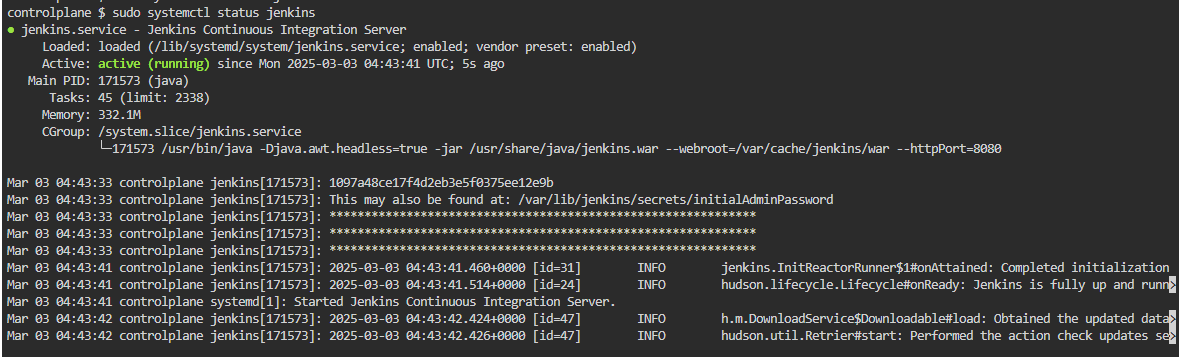 controlplane $ sudo systemctl status jenkins
● jenkins.service - Jenkins Continuous Integration Server
Loaded: loaded (/lib/systemd/system/jenkins.service; enabled; vendor preset: enabled)
Active: active (running) since Mon 2025-03-03 04:43:41 UTC; 5s ago
Main PID: 171573 (java)
Tasks: 45 (limit: 2338)
Memory: 332.1M
CGroup: /system.slice/jenkins.service
└─171573 /usr/bin/java -Djava.awt.headless=true -jar /usr/share/java/jenkins.war --webroot=/var/cache/jenkins/war --httpPort=8080
Mar 03 04:43:33 controlplane jenkins[171573]: 1097a48ce17f4d2eb3e5f0375ee12e9b
Mar 03 04:43:33 controlplane jenkins[171573]: This may also be found at: /var/lib/jenkins/secrets/initialAdminPassword
Mar 03 04:43:33 controlplane jenkins[171573]: *************************************************************
Mar 03 04:43:33 controlplane jenkins[171573]: *************************************************************
Mar 03 04:43:33 controlplane jenkins[171573]: *************************************************************
Mar 03 04:43:41 controlplane jenkins[171573]: 2025-03-03 04:43:41.460+0000 [id=31] INFO jenkins.InitReactorRunner$1#onAttained: Completed initialization
Mar 03 04:43:41 controlplane jenkins[171573]: 2025-03-03 04:43:41.514+0000 [id=24] INFO hudson.lifecycle.Lifecycle#onReady: Jenkins is fully up and runn>
Mar 03 04:43:41 controlplane systemd[1]: Started Jenkins Continuous Integration Server.
Mar 03 04:43:42 controlplane jenkins[171573]: 2025-03-03 04:43:42.424+0000 [id=47] INFO h.m.DownloadService$Downloadable#load: Obtained the updated data>
Mar 03 04:43:42 controlplane jenkins[171573]: 2025-03-03 04:43:42.426+0000 [id=47] INFO hudson.util.Retrier#start: Performed the action check updates se>